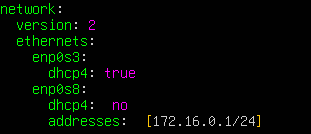 network:
  version: 2
  ethernets:
    enp0s3:
      dhcp4: true
    enp0s8:
      dhcp4:  no
      addresses:  [172.16.0.1/24]